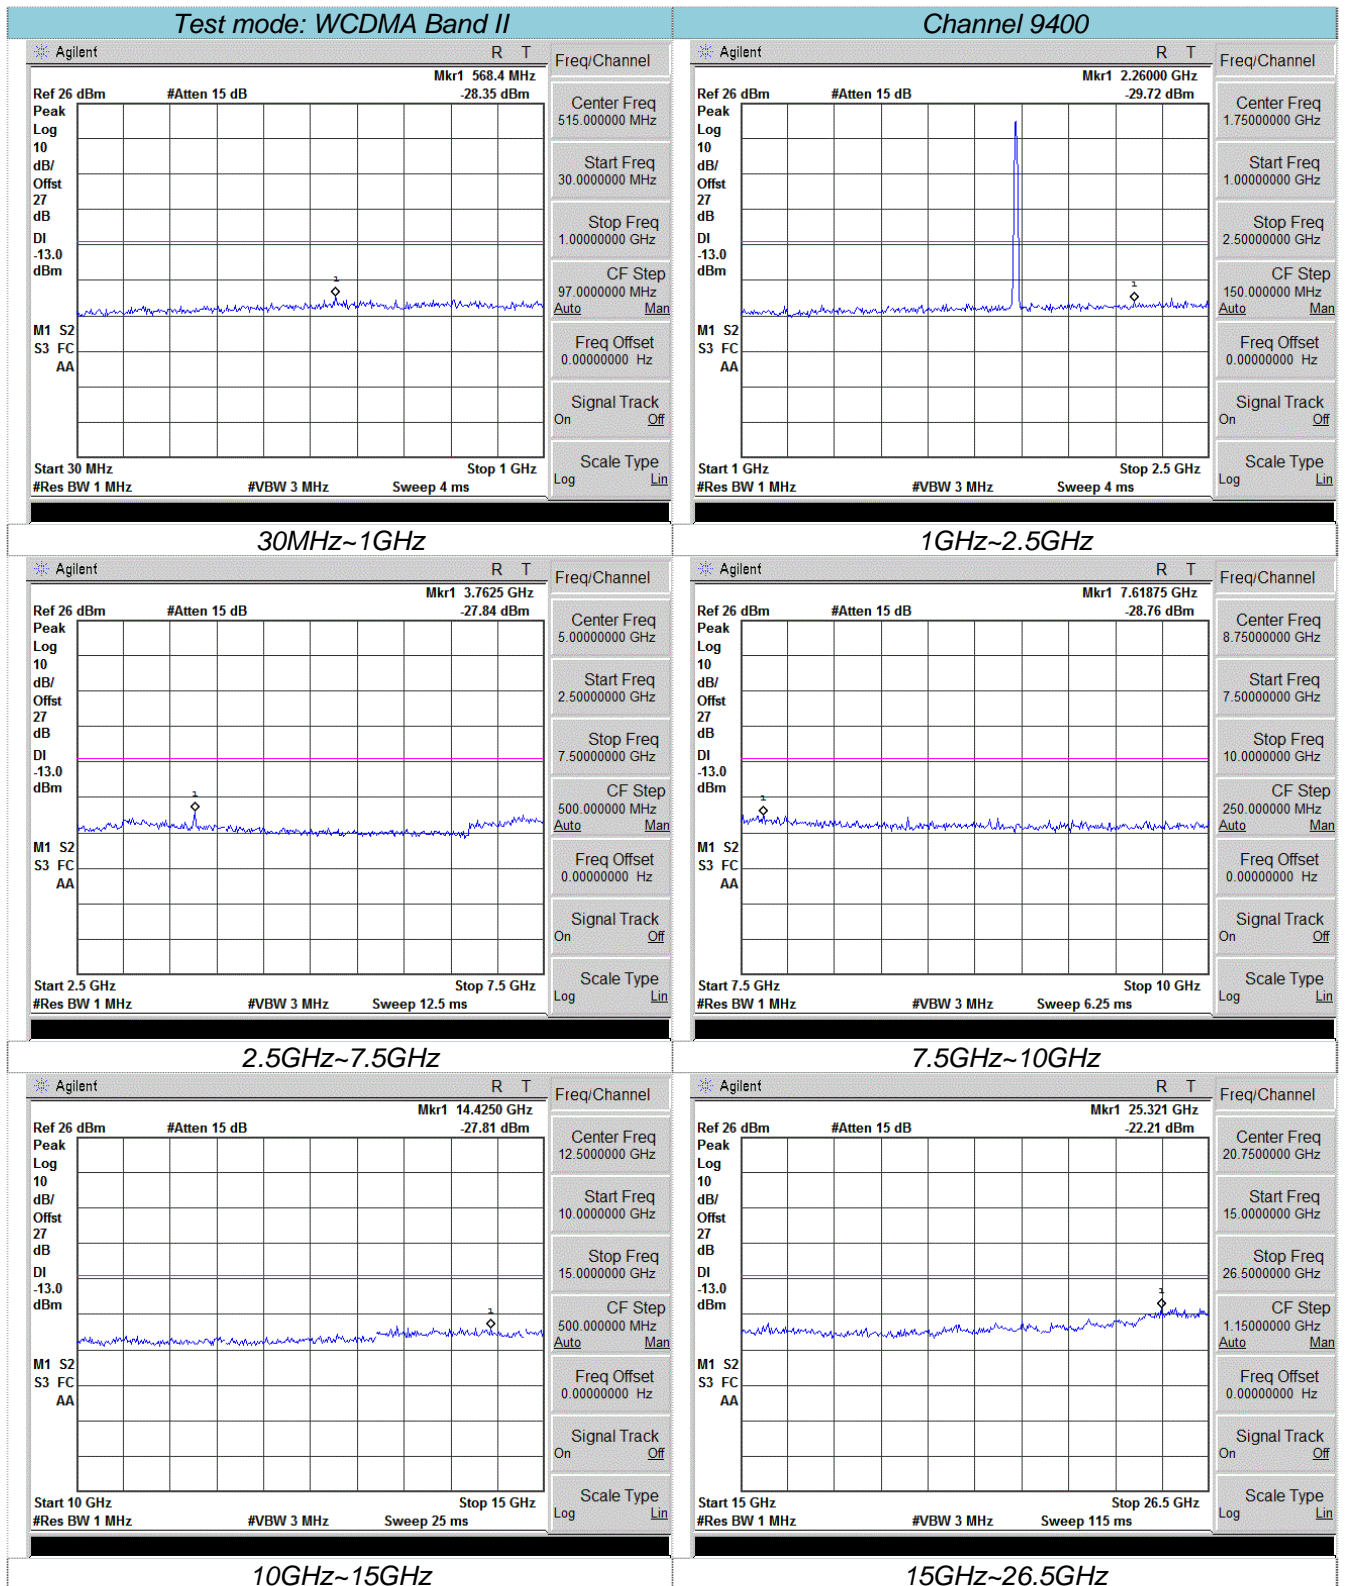 Test mode: WCDMA Band II
Channel 9400
Agilent
R T
Freq/Channel
Mkr1 568.4 MHz
Ref 26 dBm
#Atten 15 dB
-28.35 dBm
Peak
Log
10
dB/
Offst
27
dB
DI
-13.0
dBm
1
M1 S2
S3 FC
AA
Center Freq
515.000000 MHz
Start Freq
30.0000000 MHz
Stop Freq
1.00000000 GHz
CF Step
97.0000000 MHz
Auto Man
Freq Offset
0.00000000 Hz
Signal Track
On Off
Scale Type
Log Lin
Start 30 MHz
Stop 1 GHz
#Res BW 1 MHz
#VBW 3 MHz
Sweep 4 ms
Agilent
R T
Freq/Channel
Mkr1 2.26000 GHz
Ref 26 dBm
#Atten 15 dB
-29.72 dBm
Peak
Log
10
dB/
Offst
27
dB
DI
-13.0
dBm
1
M1 S2
S3 FC
AA
Center Freq
1.75000000 GHz
Start Freq
1.00000000 GHz
Stop Freq
2.50000000 GHz
CF Step
150.000000 MHz
Auto Man
Freq Offset
0.00000000 Hz
Signal Track
On Off
Scale Type
Log Lin
Start 1 GHz
Stop 2.5 GHz
#Res BW 1 MHz
#VBW 3 MHz
Sweep 4 ms
30MHz~1GHz
1GHz~2.5GHz
Agilent
R T
Freq/Channel
Mkr1 3.7625 GHz
Ref 26 dBm
#Atten 15 dB
-27.84 dBm
Peak
Log
10
dB/
Offst
27
dB
DI
-13.0
dBm
1
M1 S2
S3 FC
AA
Center Freq
5.00000000 GHz
Start Freq
2.50000000 GHz
Stop Freq
7.50000000 GHz
CF Step
500.000000 MHz
Auto Man
Freq Offset
0.00000000 Hz
Signal Track
On Off
Scale Type
Log Lin
Start 2.5 GHz
Stop 7.5 GHz
#Res BW 1 MHz
#VBW 3 MHz
Sweep 12.5 ms
Agilent
R T
Freq/Channel
Mkr1 7.61875 GHz
Ref 26 dBm
#Atten 15 dB
-28.76 dBm
Peak
Log
10
dB/
Offst
27
dB
DI
-13.0
dBm
1
M1 S2
S3 FC
AA
Center Freq
8.75000000 GHz
Start Freq
7.50000000 GHz
Stop Freq
10.0000000 GHz
CF Step
250.000000 MHz
Auto Man
Freq Offset
0.00000000 Hz
Signal Track
On Off
Scale Type
Log Lin
Start 7.5 GHz
Stop 10 GHz
#Res BW 1 MHz
#VBW 3 MHz
Sweep 6.25 ms
2.5GHz~7.5GHz
7.5GHz~10GHz
Agilent
R T
Freq/Channel
Mkr1 14.4250 GHz
Ref 26 dBm
#Atten 15 dB
-27.81 dBm
Peak
Log
10
dB/
Offst
27
dB
DI
-13.0
dBm
1
M1 S2
S3 FC
AA
Center Freq
12.5000000 GHz
Start Freq
10.0000000 GHz
Stop Freq
15.0000000 GHz
CF Step
500.000000 MHz
Auto Man
Freq Offset
0.00000000 Hz
Signal Track
On Off
Scale Type
Log Lin
Start 10 GHz
Stop 15 GHz
#Res BW 1 MHz
#VBW 3 MHz
Sweep 25 ms
Agilent
R T
Freq/Channel
Mkr1 25.321 GHz
Ref 26 dBm
#Atten 15 dB
-22.21 dBm
Peak
Log
10
dB/
Offst
27
dB
DI
-13.0
dBm
1
M1 S2
S3 FC
AA
Center Freq
20.7500000 GHz
Start Freq
15.0000000 GHz
Stop Freq
26.5000000 GHz
CF Step
1.15000000 GHz
Auto Man
Freq Offset
0.00000000 Hz
Signal Track
On Off
Scale Type
Log Lin
Start 15 GHz
Stop 26.5 GHz
#Res BW 1 MHz
#VBW 3 MHz
Sweep 115 ms
10GHz~15GHz
15GHz~26.5GHz